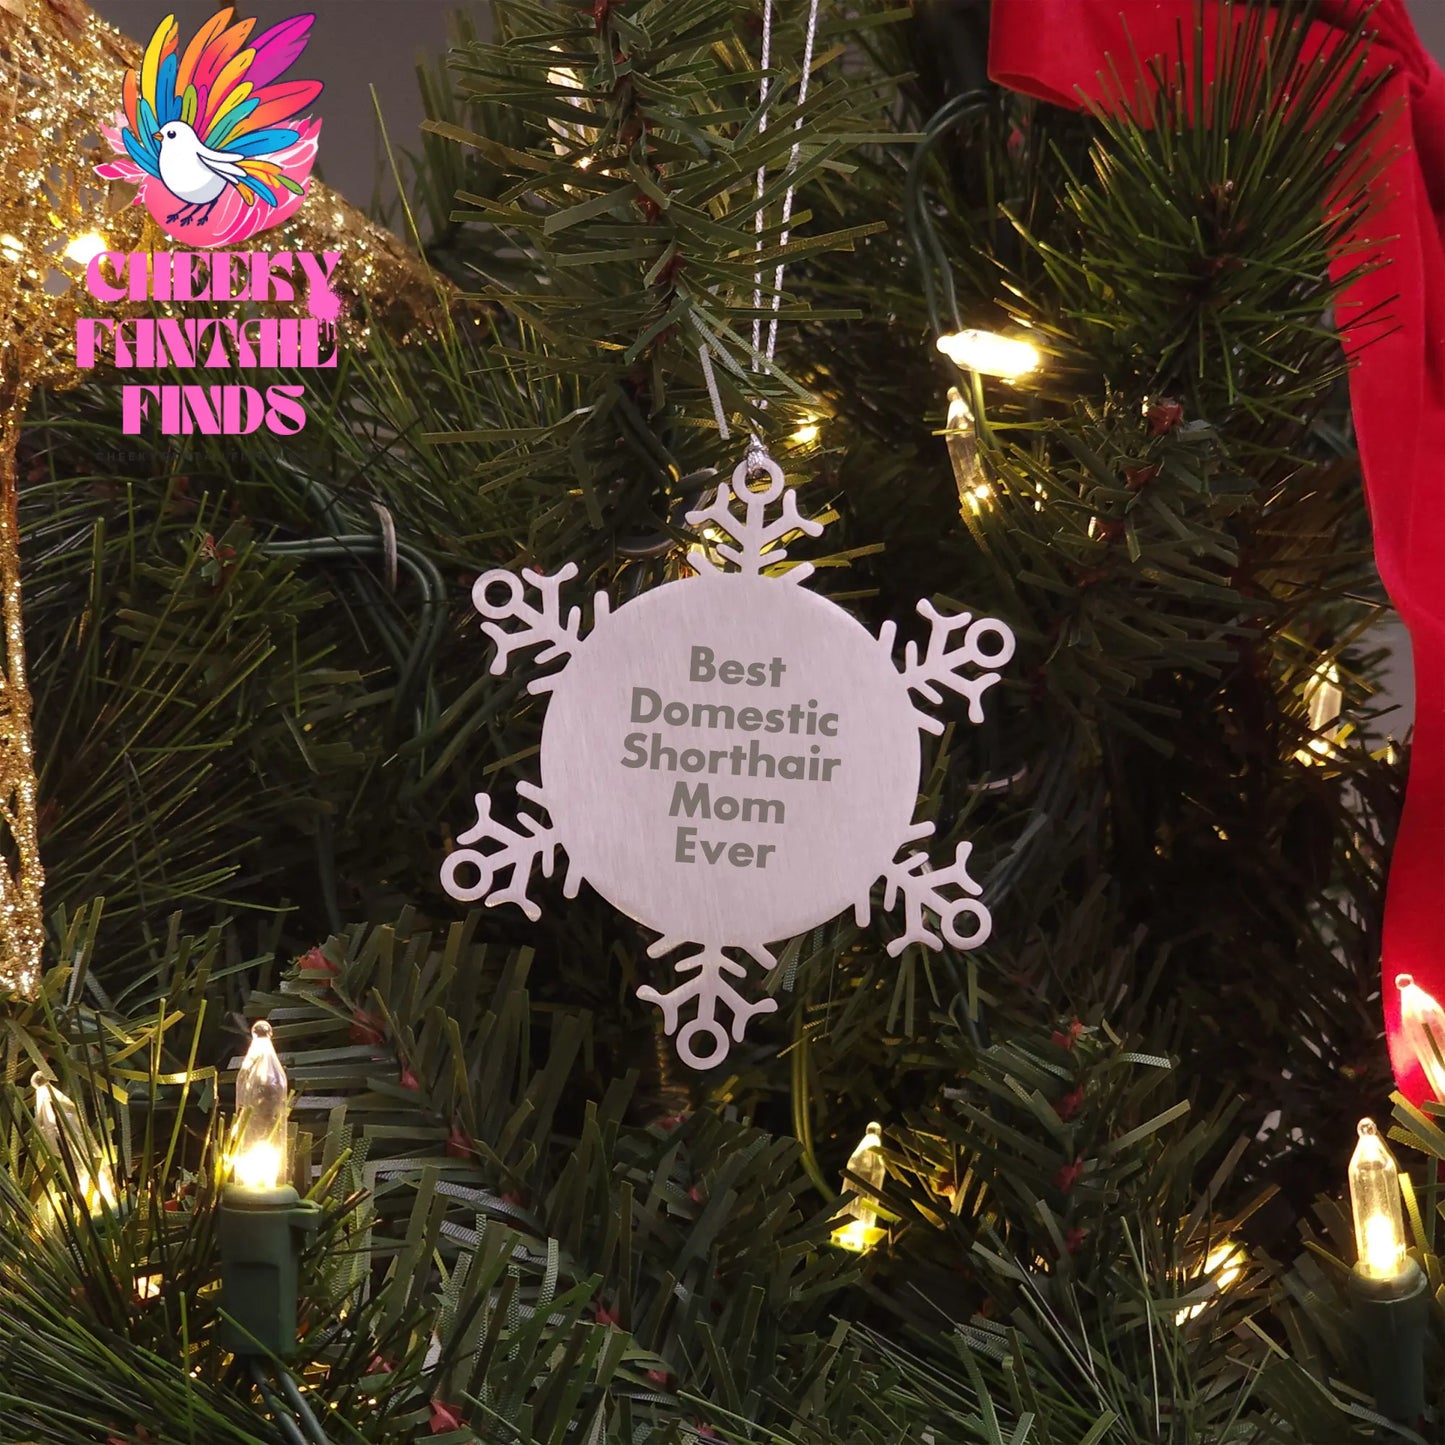 CHEEKY
FANTAIL
FINDS
Best
Domestic
Shorthair
Mom
Ever